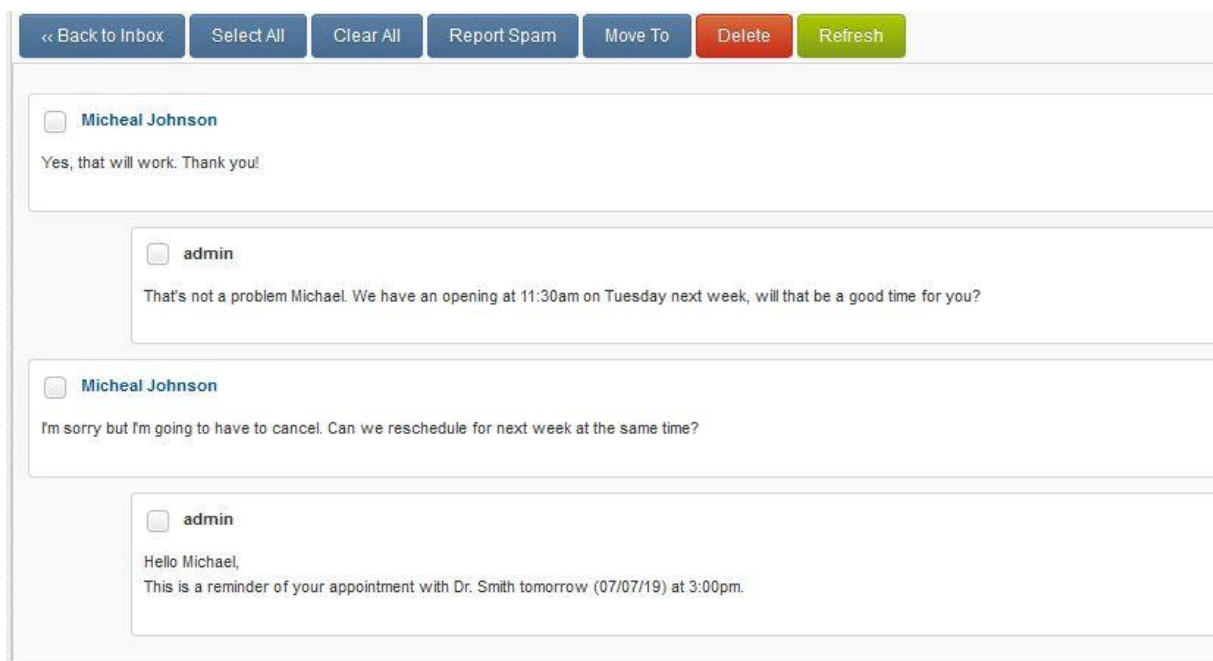 ‹‹ Back to Inbox Select All Clear All Report Spam Move To Delete Refresh
Micheal Johnson
Yes, that will work. Thank you!
admin
That's not a problem Michael. We have an opening at 11:30am on Tuesday next week, will that be a good time for you?
Micheal Johnson
I'm sorry but I'm going to have to cancel. Can we reschedule for next week at the same time?
admin
Hello Michael,
This is a reminder of your appointment with Dr. Smith tomorrow (07/07/19) at 3:00pm.